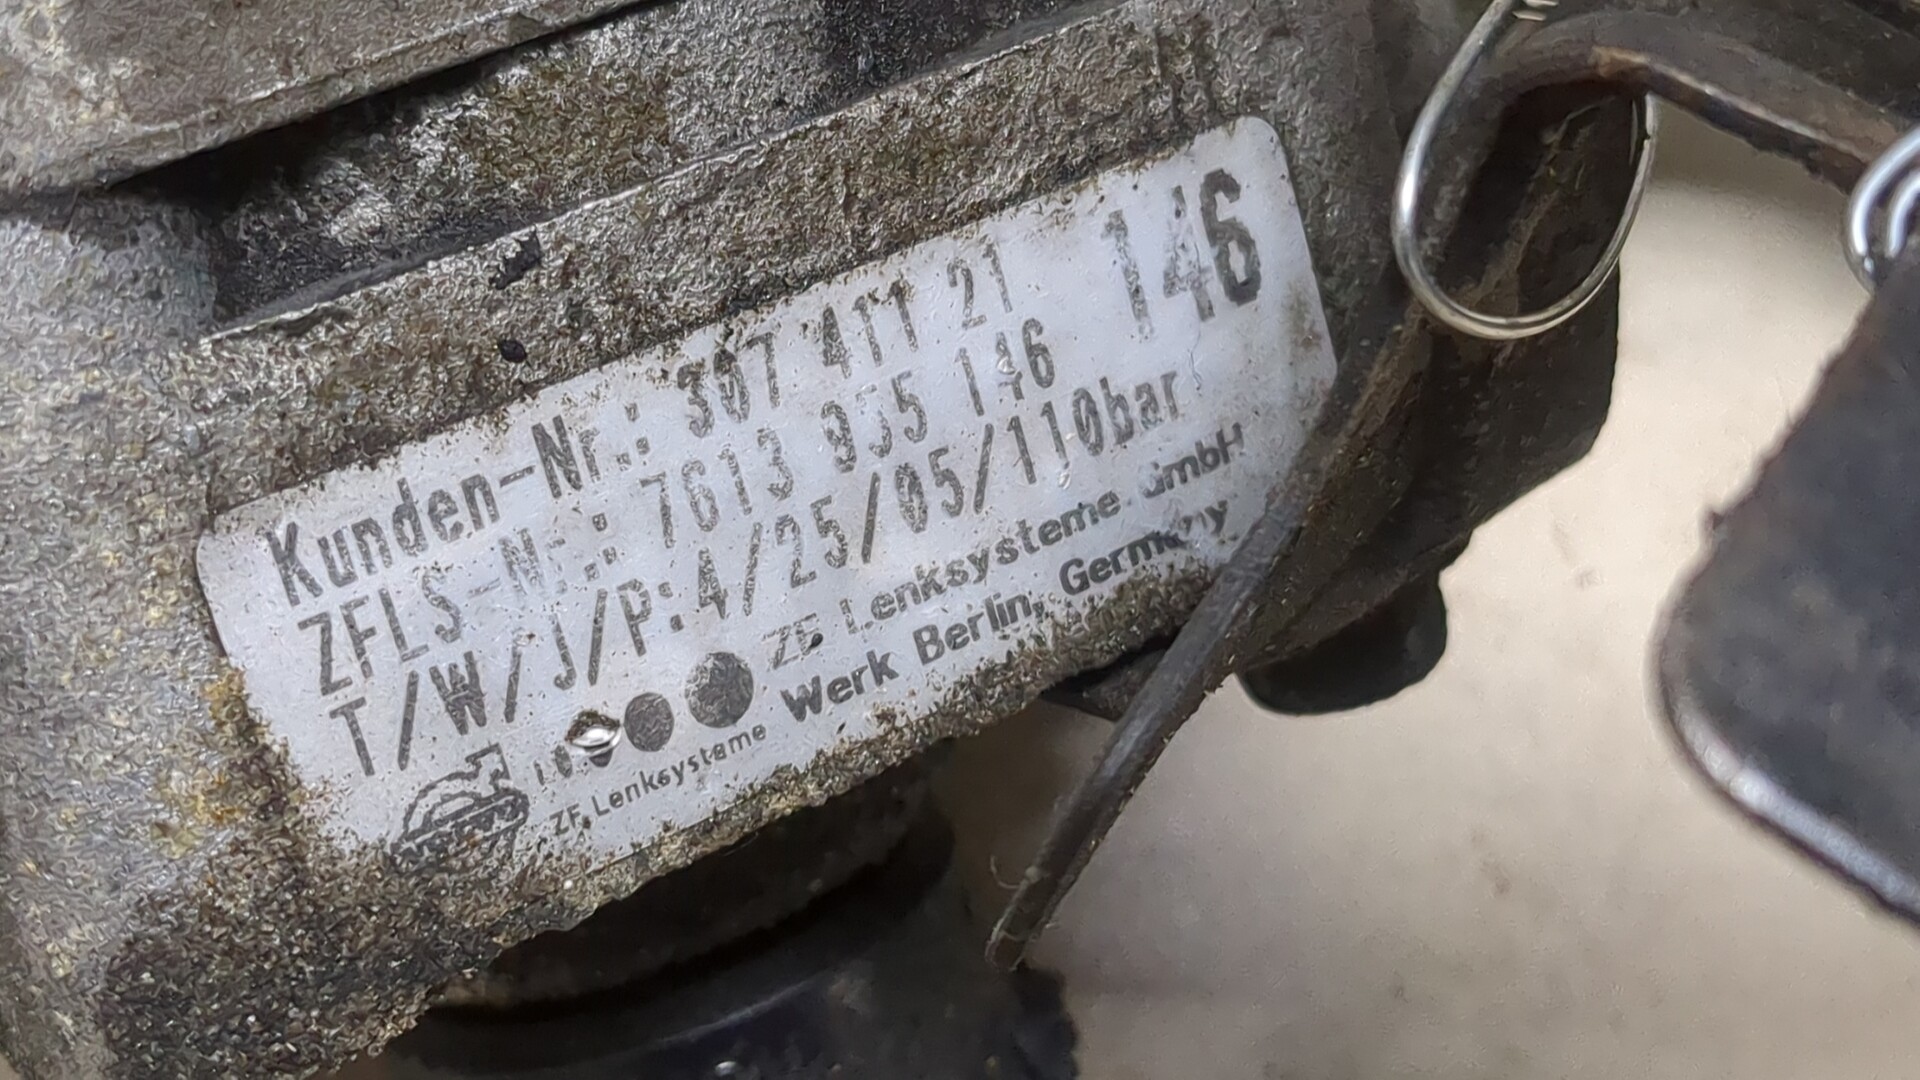 Kunden-Nr.: 307 411 21
146
ZFLS-Nr.: 7613 955 146
T/W/J/P:4/25/05/110bar
ZF Lenksysteme GmbH
Werk Berlin, Germany
ZF Lenksysteme